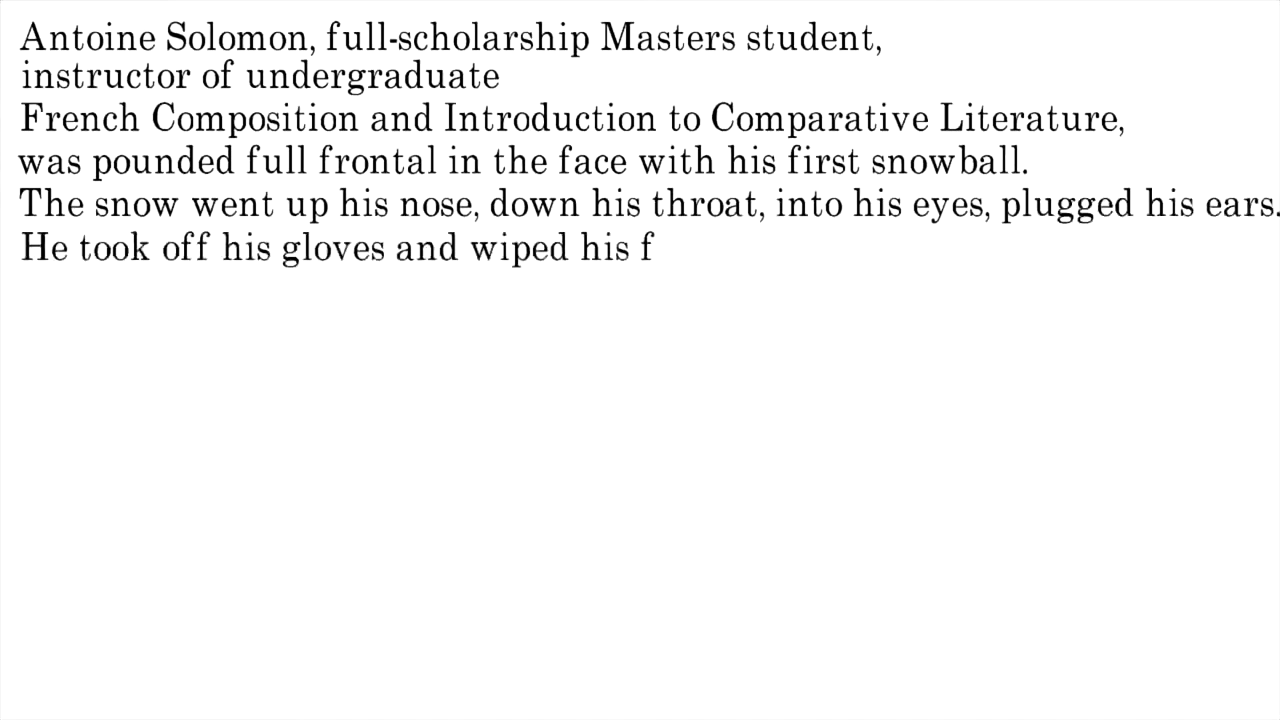 Antoine Solomon, full-scholarship Masters student,
instructor of undergraduate
French Composition and Introduction to Comparative Literature,
was pounded full frontal in the face with his first snowball.
The snow went up his nose, down his throat, into his eyes, plugged his ears.
He took off his gloves and wiped his f